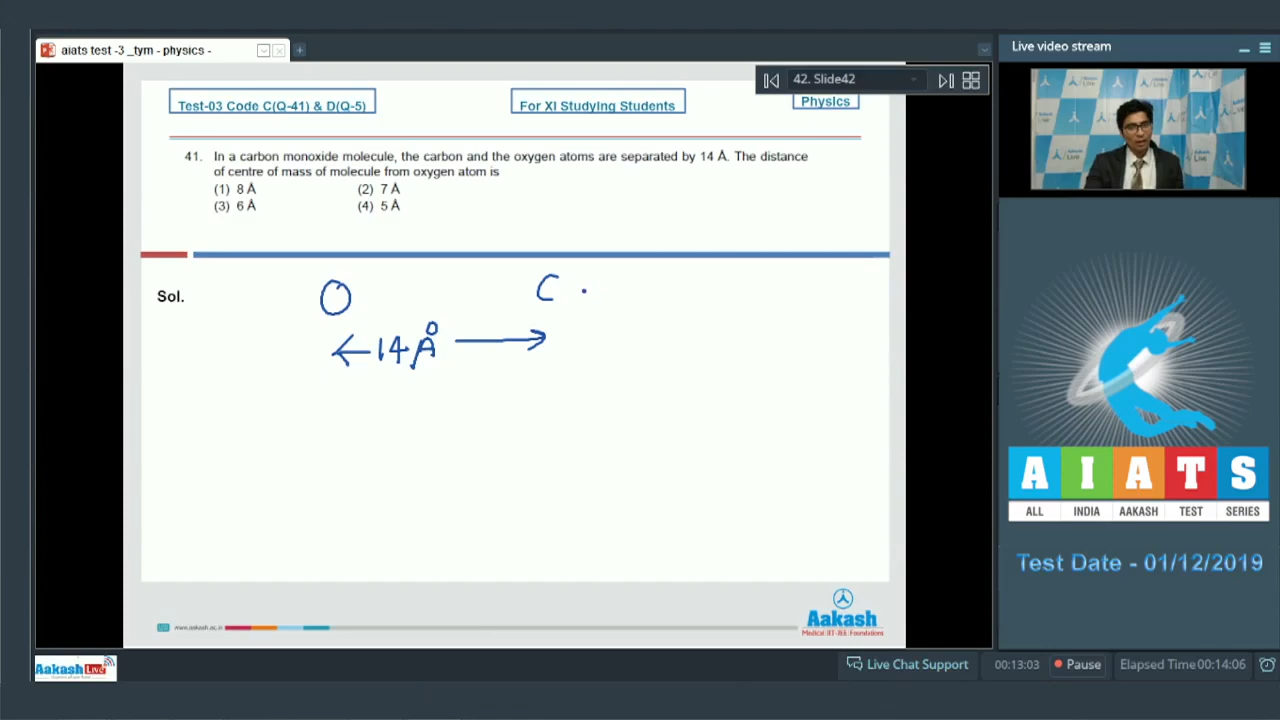 aiats test -3 _tym - physics -
Live video stream
42. Slide42
Test-03 Code C(Q-41) & D(Q-5)
For XI Studying Students
Physics
41. In a carbon monoxide molecule, the carbon and the oxygen atoms are separated by 14 Å. The distance
of centre of mass of molecule from oxygen atom is
(1) 8 Å (2) 7 Å
(3) 6 Å (4) 5 Å
Sol.
O C
14 Å
A I A T S
ALL INDIA AAKASH TEST SERIES
Test Date - 01/12/2019
Aakash
Medical|IIT-JEE|Foundations
Aakash Live
Live Chat Support
00:13:03
Pause
Elapsed Time 00:14:06